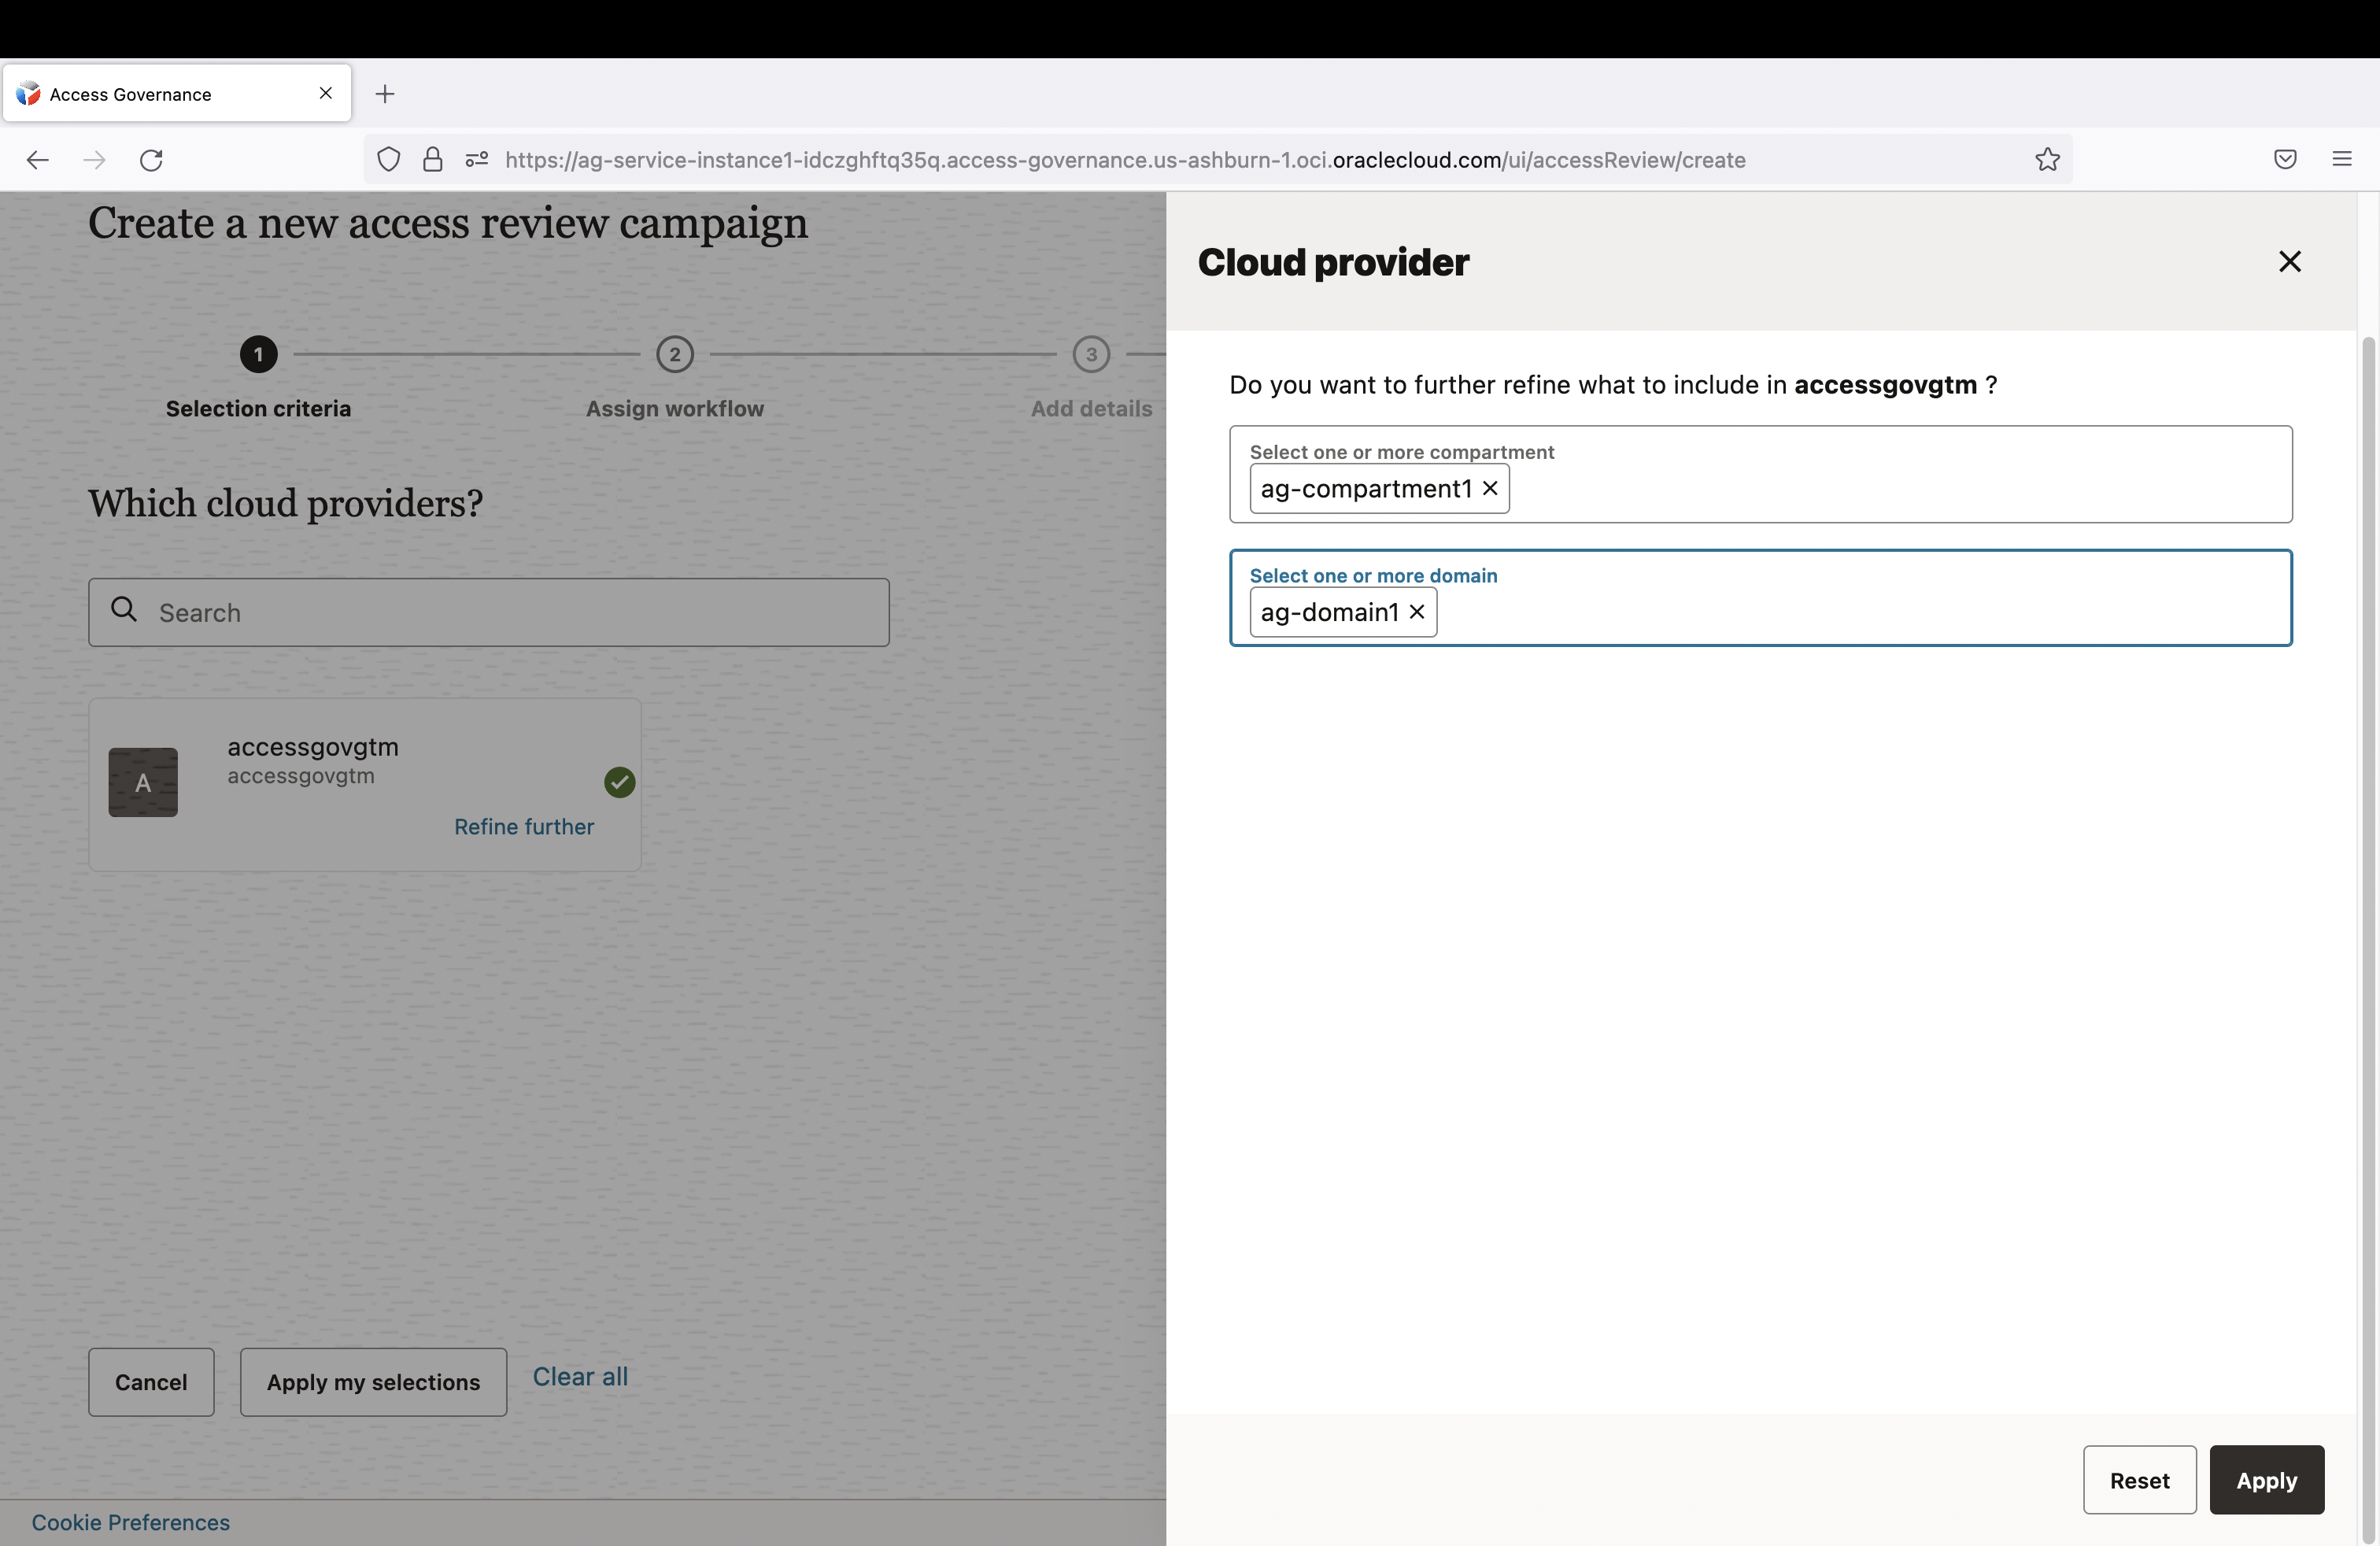 Access Governance
https://ag-service-instance1-idczghftq35q.access-governance.us-ashburn-1.oci.oraclecloud.com/ui/accessReview/create
Create a new access review campaign
1
2
3
Selection criteria
Assign workflow
Add details
Which cloud providers?
Search
A
accessgovgtm
accessgovgtm
Refine further
Cancel
Apply my selections
Clear all
Cookie Preferences
Cloud provider
Do you want to further refine what to include in accessgovgtm ?
Select one or more compartment
ag-compartment1
Select one or more domain
ag-domain1
Reset
Apply